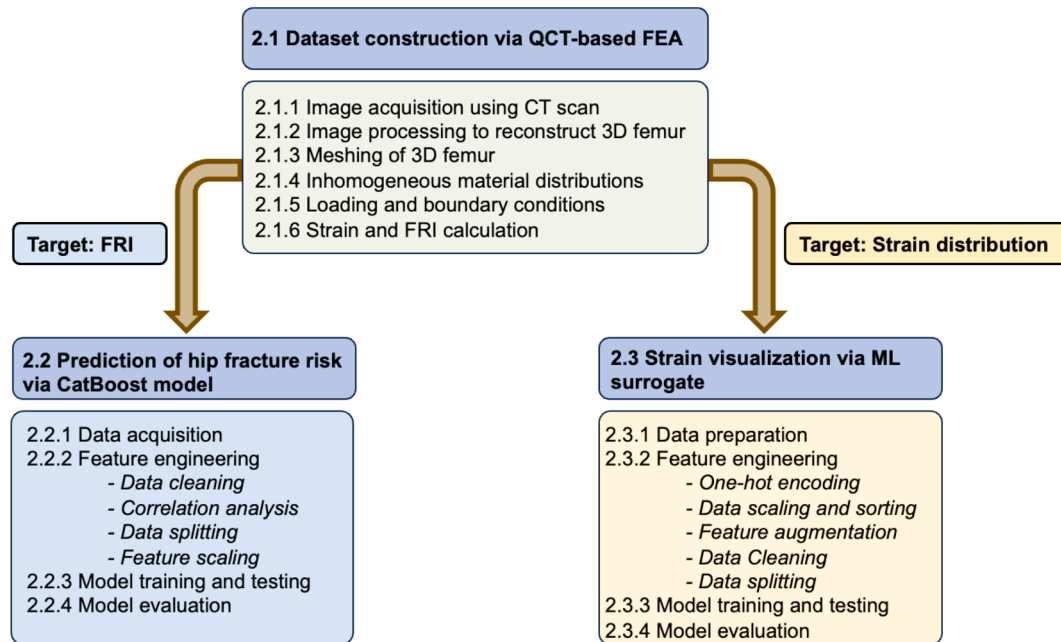 2.1 Dataset construction via QCT-based FEA
2.1.1 Image acquisition using CT scan
2.1.2 Image processing to reconstruct 3D femur
2.1.3 Meshing of 3D femur
2.1.4 Inhomogeneous material distributions
2.1.5 Loading and boundary conditions
2.1.6 Strain and FRI calculation
Target: FRI
Target: Strain distribution
2.2 Prediction of hip fracture risk
via CatBoost model
2.2.1 Data acquisition
2.2.2 Feature engineering
- Data cleaning
- Correlation analysis
- Data splitting
- Feature scaling
2.2.3 Model training and testing
2.2.4 Model evaluation
2.3 Strain visualization via ML
surrogate
2.3.1 Data preparation
2.3.2 Feature engineering
- One-hot encoding
- Data scaling and sorting
- Feature augmentation
- Data Cleaning
- Data splitting
2.3.3 Model training and testing
2.3.4 Model evaluation